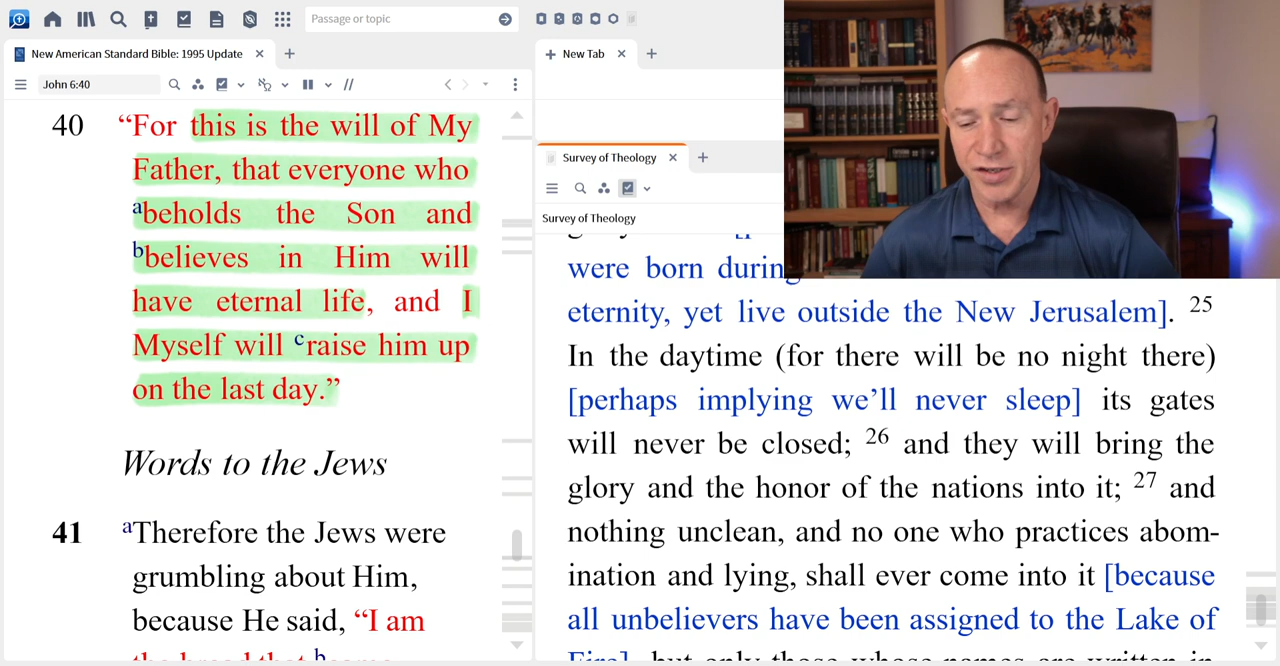 Passage or topic
New American Standard Bible: 1995 Update
New Tab
John 6:40
40 “For this is the will of My
Father, that everyone who
abeholds the Son and
bbelieves in Him will
have eternal life, and I
Myself will craise him up
on the last day.”
Words to the Jews
41 aTherefore the Jews were
grumbling about Him,
because He said, “I am
Survey of Theology
Survey of Theology
were born during
eternity, yet live outside the New Jerusalem]. 25
In the daytime (for there will be no night there)
[perhaps implying we’ll never sleep] its gates
will never be closed; 26 and they will bring the
glory and the honor of the nations into it; 27 and
nothing unclean, and no one who practices abom-
ination and lying, shall ever come into it [because
all unbelievers have been assigned to the Lake of